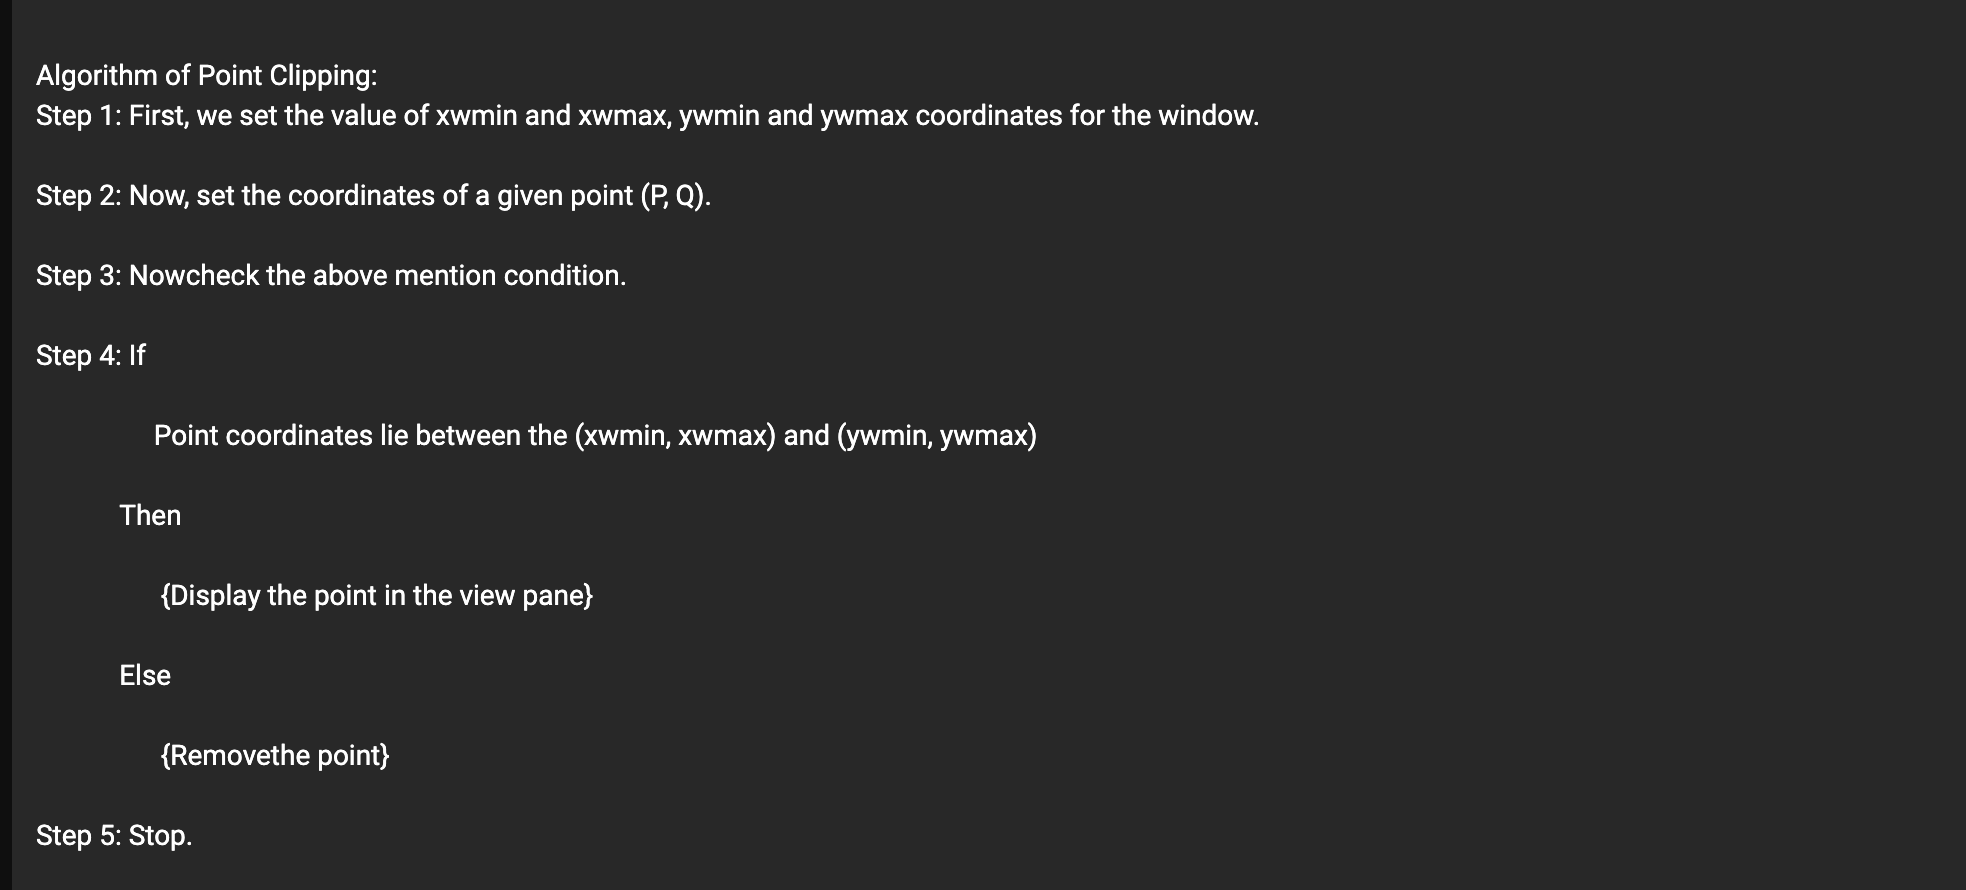 Algorithm of Point Clipping:
Step 1: First, we set the value of xwmin and xwmax, ywmin and ywmax coordinates for the window.
Step 2: Now, set the coordinates of a given point (P, Q).
Step 3: Nowcheck the above mention condition.
Step 4: If
Point coordinates lie between the (xwmin, xwmax) and (ywmin, ywmax)
Then
{Display the point in the view pane}
Else
{Removethe point}
Step 5: Stop.